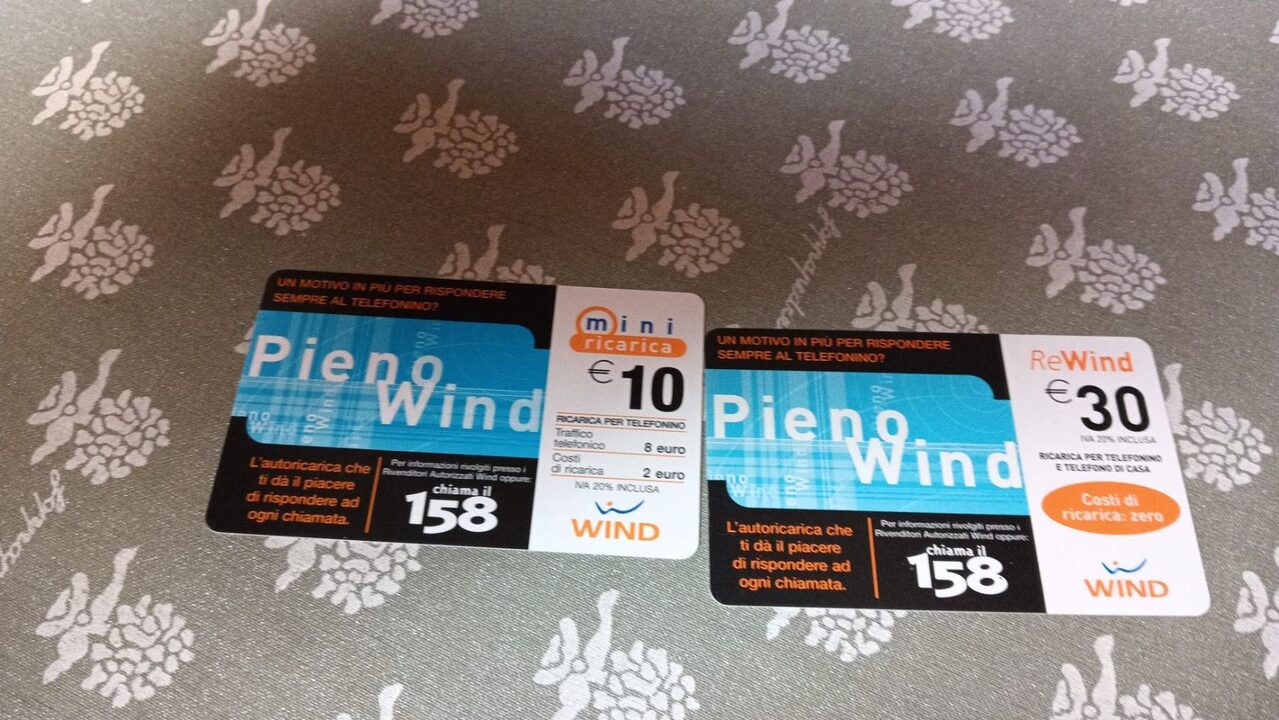 UN MOTIVO IN PIÙ PER RISPONDERE
SEMPRE AL TELEFONINO?
Pieno
Wind
L'autoricarica che
ti dà il piacere
di rispondere ad
ogni chiamata.
Per informazioni rivolgiti presso i
Rivenditori Autorizzati Wind oppure:
chiama il
158
mini
ricarica
€ 10
RICARICA PER TELEFONINO
Traffico
telefonico 8 euro
Costi
di ricarica 2 euro
IVA 20% INCLUSA
WIND
UN MOTIVO IN PIÙ PER RISPONDERE
SEMPRE AL TELEFONINO?
Pieno
Wind
L'autoricarica che
ti dà il piacere
di rispondere ad
ogni chiamata.
Per informazioni rivolgiti presso i
Rivenditori Autorizzati Wind oppure:
chiama il
158
ReWind
€30
IVA 20% INCLUSA
RICARICA PER TELEFONINO
E TELEFONO DI CASA
Costi di
ricarica: zero
WIND